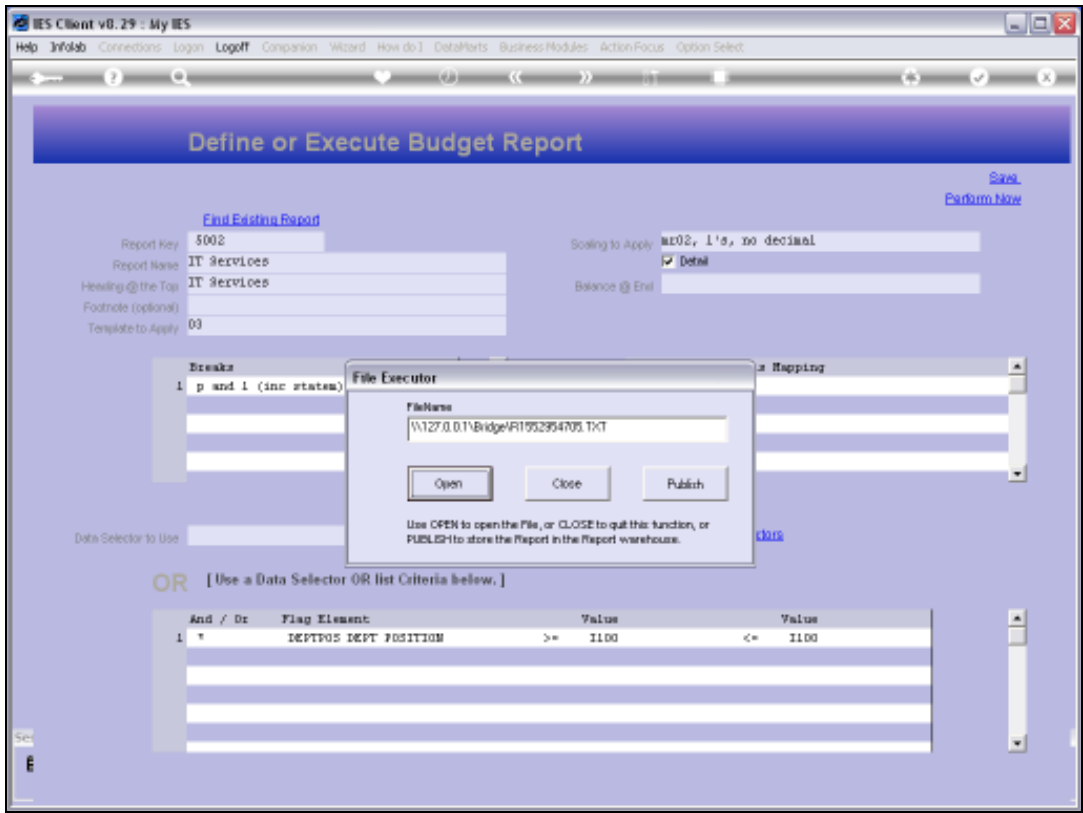 IES Client v8.29 : My IES
Help Infolab Connections Logon Logoff Companion Wizard How do I DataMarts Business Modules Action Focus Option Select
Define or Execute Budget Report
Save
Perform Now
Find Existing Report
Report Key 5002
Scaling to Apply mr02, 1's, no decimal
Report Name IT Services
Detail
Heading @ the Top IT Services
Balance @ End
Footnote (optional)
Template to Apply 03
Breaks
Mapping
1 p and l (inc statem)
File Executor
FileName
\\127.0.0.1\Bridge\R1552954705.TXT
Open Close Publish
Use OPEN to open the File, or CLOSE to quit this function, or
PUBLISH to store the Report in the Report warehouse.
Data Selector to Use
OR [ Use a Data Selector OR list Criteria below. ]
And / Or Flag Element Value Value
1 DEPTPOS DEPT POSITION >= I100 <= I100